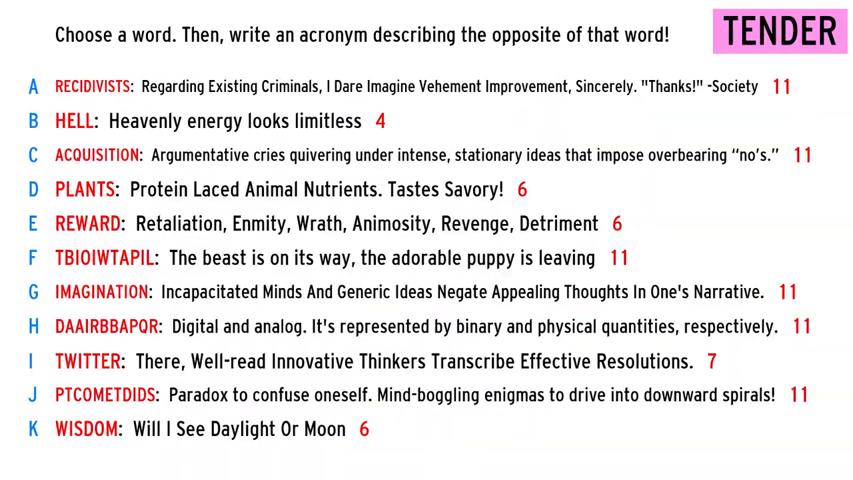 Choose a word. Then, write an acronym describing the opposite of that word!
TENDER
A RECIDIVISTS: Regarding Existing Criminals, I Dare Imagine Vehement Improvement, Sincerely. "Thanks!" -Society 11
B HELL: Heavenly energy looks limitless 4
C ACQUISITION: Argumentative cries quivering under intense, stationary ideas that impose overbearing “no’s.” 11
D PLANTS: Protein Laced Animal Nutrients. Tastes Savory! 6
E REWARD: Retaliation, Enmity, Wrath, Animosity, Revenge, Detriment 6
F TBIOIWTAPIL: The beast is on its way, the adorable puppy is leaving 11
G IMAGINATION: Incapacitated Minds And Generic Ideas Negate Appealing Thoughts In One's Narrative. 11
H DAAIRBBAPQR: Digital and analog. It's represented by binary and physical quantities, respectively. 11
I TWITTER: There, Well-read Innovative Thinkers Transcribe Effective Resolutions. 7
J PTCOMETDIDS: Paradox to confuse oneself. Mind-boggling enigmas to drive into downward spirals! 11
K WISDOM: Will I See Daylight Or Moon 6